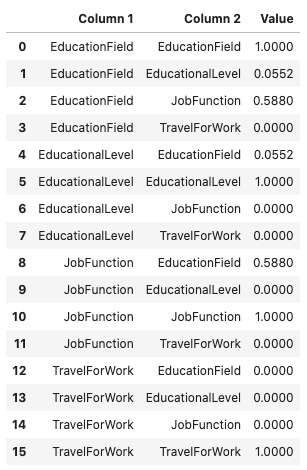 Column 1 Column 2 Value
0 EducationField EducationField 1.0000
1 EducationField EducationalLevel 0.0552
2 EducationField JobFunction 0.5880
3 EducationField TravelForWork 0.0000
4 EducationalLevel EducationField 0.0552
5 EducationalLevel EducationalLevel 1.0000
6 EducationalLevel JobFunction 0.0000
7 EducationalLevel TravelForWork 0.0000
8 JobFunction EducationField 0.5880
9 JobFunction EducationalLevel 0.0000
10 JobFunction JobFunction 1.0000
11 JobFunction TravelForWork 0.0000
12 TravelForWork EducationField 0.0000
13 TravelForWork EducationalLevel 0.0000
14 TravelForWork JobFunction 0.0000
15 TravelForWork TravelForWork 1.0000